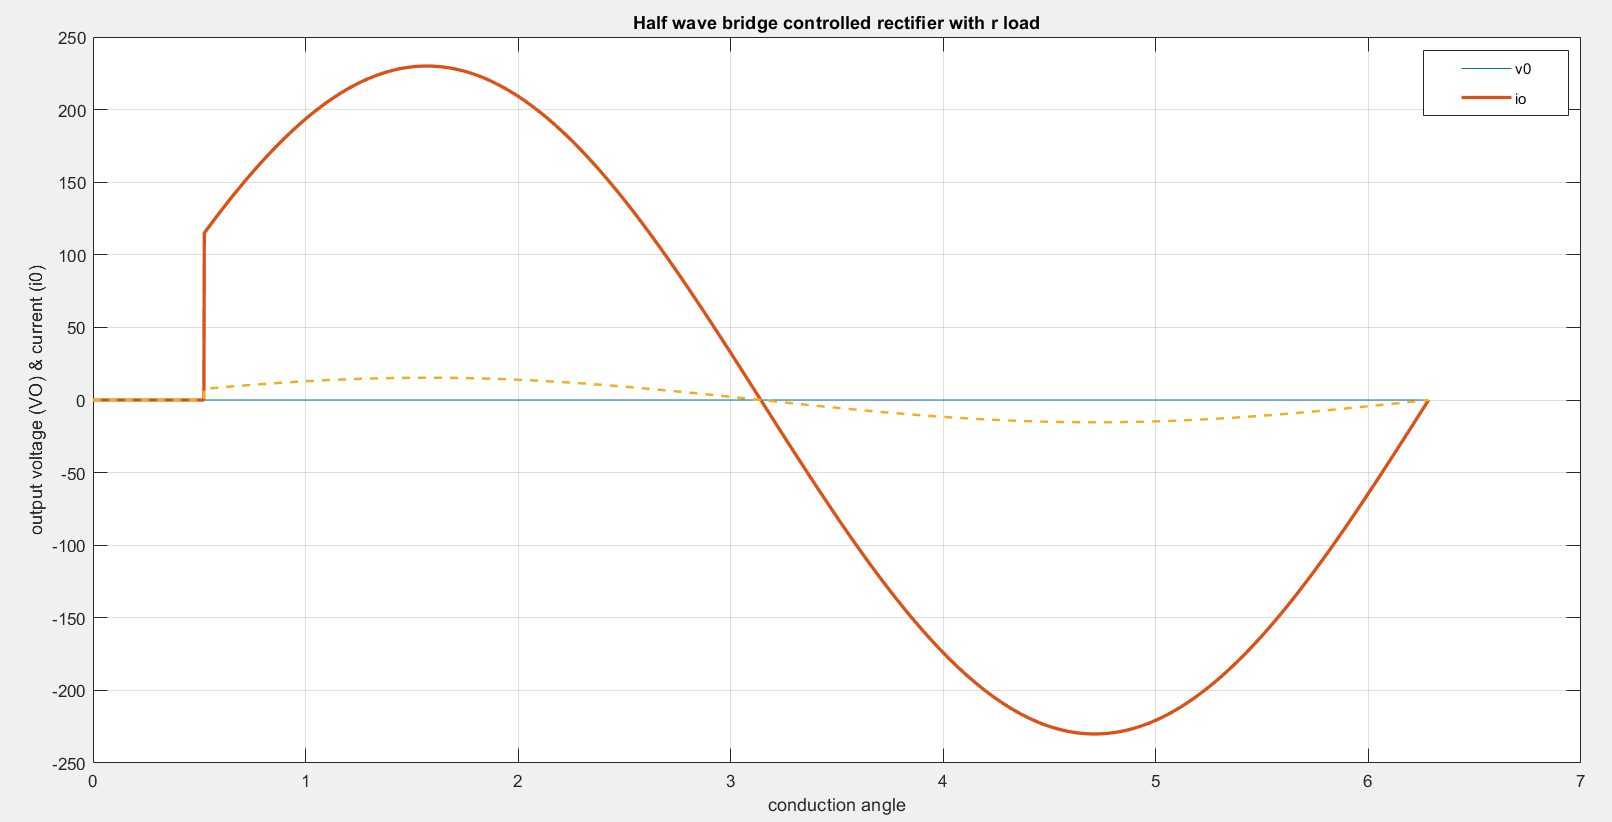 Half wave bridge controlled rectifier with r load
250
200
150
100
50
0
-50
-100
-150
-200
-250
output voltage (VO) & current (i0)
v0
io
0 1 2 3 4 5 6 7
conduction angle